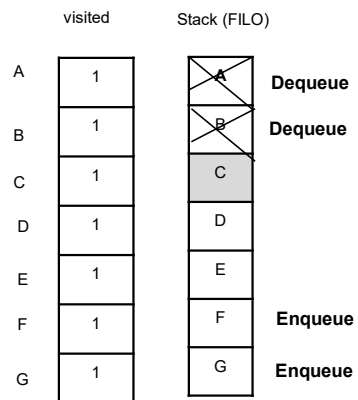 visited Stack (FILO)
A 1 A Dequeue
B 1 B Dequeue
C 1 C
D 1 D
E 1 E
F 1 F Enqueue
G 1 G Enqueue